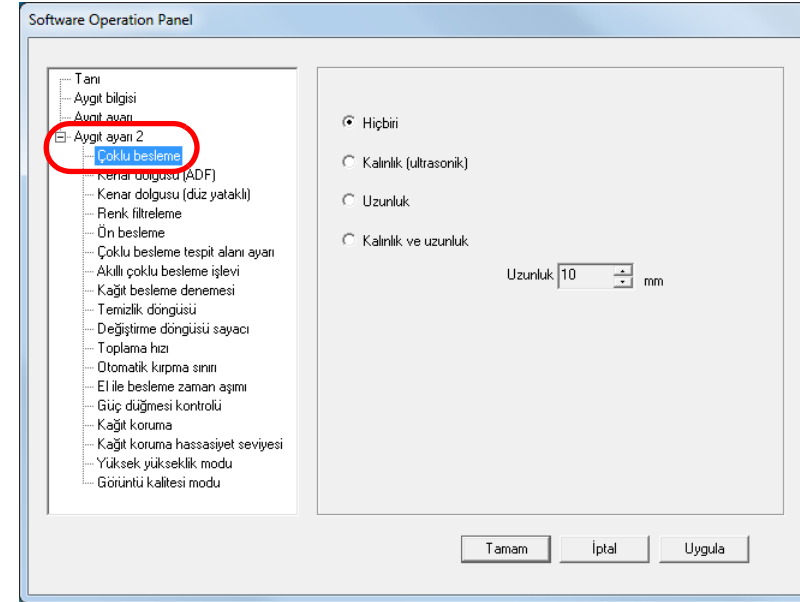 Software Operation Panel
Tanı
Aygıt bilgisi
Aygıt ayarı
Aygıt ayarı 2
Çoklu besleme
Kenar dolgusu (ADF)
Kenar dolgusu (düz yataklı)
Renk filtreleme
Ön besleme
Çoklu besleme tespit alanı ayarı
Akıllı çoklu besleme işlevi
Kağıt besleme denemesi
Temizlik döngüsü
Değiştirme döngüsü sayacı
Toplama hızı
Otomatik kırpma sınırı
El ile besleme zaman aşımı
Güç düğmesi kontrolü
Kağıt koruma
Kağıt koruma hassasiyet seviyesi
Yüksek yükseklik modu
Görüntü kalitesi modu
Hiçbiri
Kalınlık (ultrasonik)
Uzunluk
Kalınlık ve uzunluk
Uzunluk 10 mm
Tamam İptal Uygula